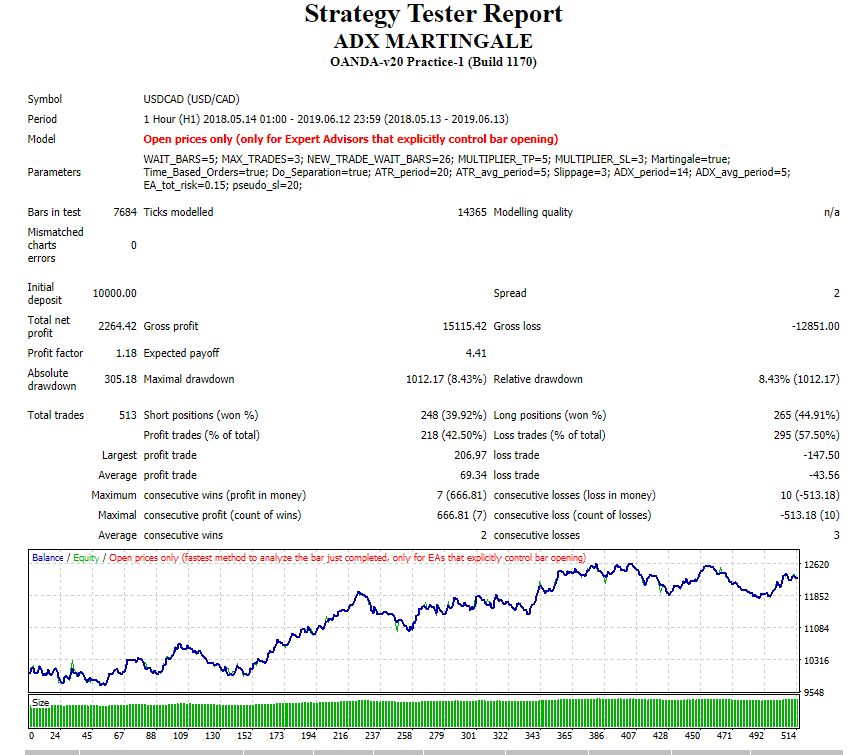 Strategy Tester Report
ADX MARTINGALE
OANDA-v20 Practice-1 (Build 1170)
Symbol USDCAD (USD/CAD)
Period 1 Hour (H1) 2018.05.14 01:00 - 2019.06.12 23:59 (2018.05.13 - 2019.06.13)
Model Open prices only (only for Expert Advisors that explicitly control bar opening)
WAIT_BARS=5; MAX_TRADES=3; NEW_TRADE_WAIT_BARS=26; MULTIPLIER_TP=5; MULTIPLIER_SL=3; Martingale=true;
Parameters Time_Based_Orders=true; Do_Separation=true; ATR_period=20; ATR_avg_period=5; Slippage=3; ADX_period=14; ADX_avg_period=5;
EA_tot_risk=0.15; pseudo_sl=20;
Bars in test 7684 Ticks modelled 14365 Modelling quality n/a
Mismatched
charts 0
errors
Initial
deposit 10000.00 Spread 2
Total net
profit 2264.42 Gross profit 15115.42 Gross loss -12851.00
Profit factor 1.18 Expected payoff 4.41
Absolute
drawdown 305.18 Maximal drawdown 1012.17 (8.43%) Relative drawdown 8.43% (1012.17)
Total trades 513 Short positions (won %) 248 (39.92%) Long positions (won %) 265 (44.91%)
Profit trades (% of total) 218 (42.50%) Loss trades (% of total) 295 (57.50%)
Largest profit trade 206.97 loss trade -147.50
Average profit trade 69.34 loss trade -43.56
Maximum consecutive wins (profit in money) 7 (666.81) consecutive losses (loss in money) 10 (-513.18)
Maximal consecutive profit (count of wins) 666.81 (7) consecutive loss (count of losses) -513.18 (10)
Average consecutive wins 2 consecutive losses 3
Balance / Equity / Open prices only (fastest method to analyze the bar just completed, only for EAs that explicitly control bar opening)
12620
11852
11084
10316
9548
Size
0 24 45 67 88 109 130 152 173 194 216 237 258 279 301 322 343 365 386 407 428 450 471 492 514